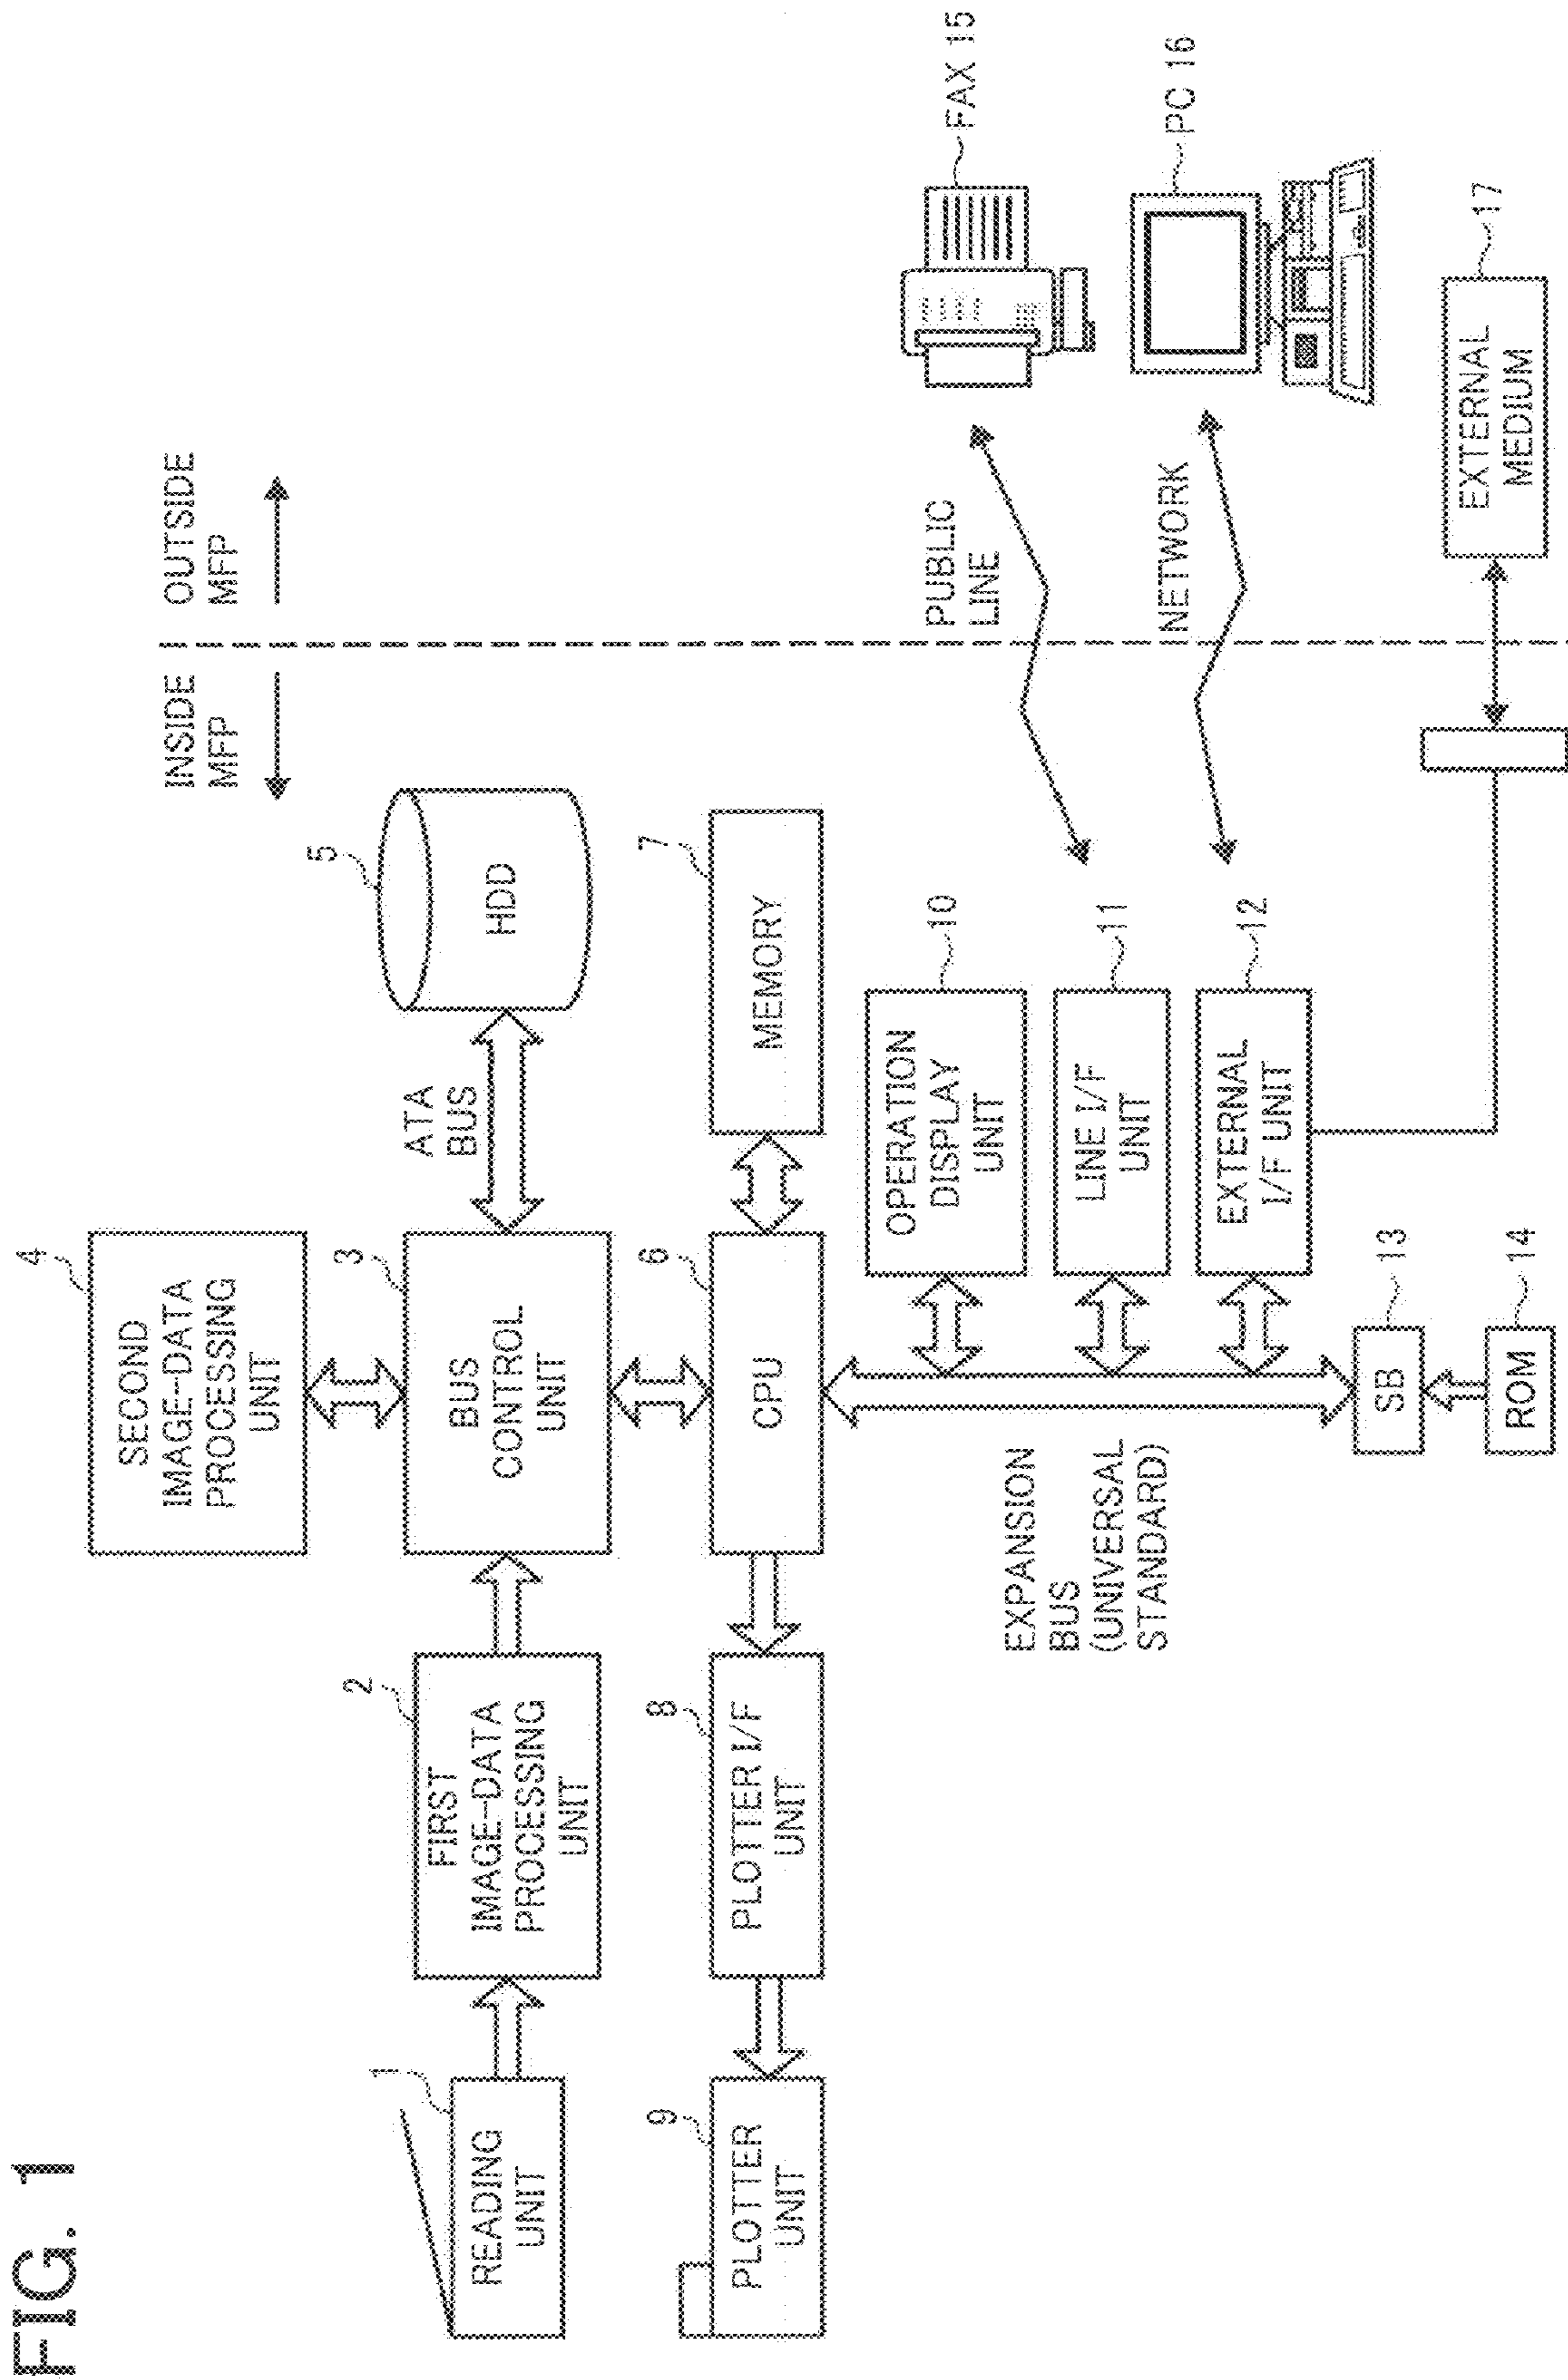 FIG. 1
INSIDE
MFP
OUTSIDE
MFP
4
SECOND
IMAGE-DATA
PROCESSING
UNIT
1
READING
UNIT
2
FIRST
IMAGE-DATA
PROCESSING
UNIT
3
BUS
CONTROL
UNIT
ATA
BUS
5
HDD
9
PLOTTER
UNIT
8
PLOTTER I/F
UNIT
6
CPU
7
MEMORY
EXPANSION
BUS
(UNIVERSAL
STANDARD)
OPERATION
DISPLAY
UNIT
10
LINE I/F
UNIT
11
EXTERNAL
I/F UNIT
12
SB
13
ROM
14
PUBLIC
LINE
FAX 15
NETWORK
PC 16
EXTERNAL
MEDIUM
17